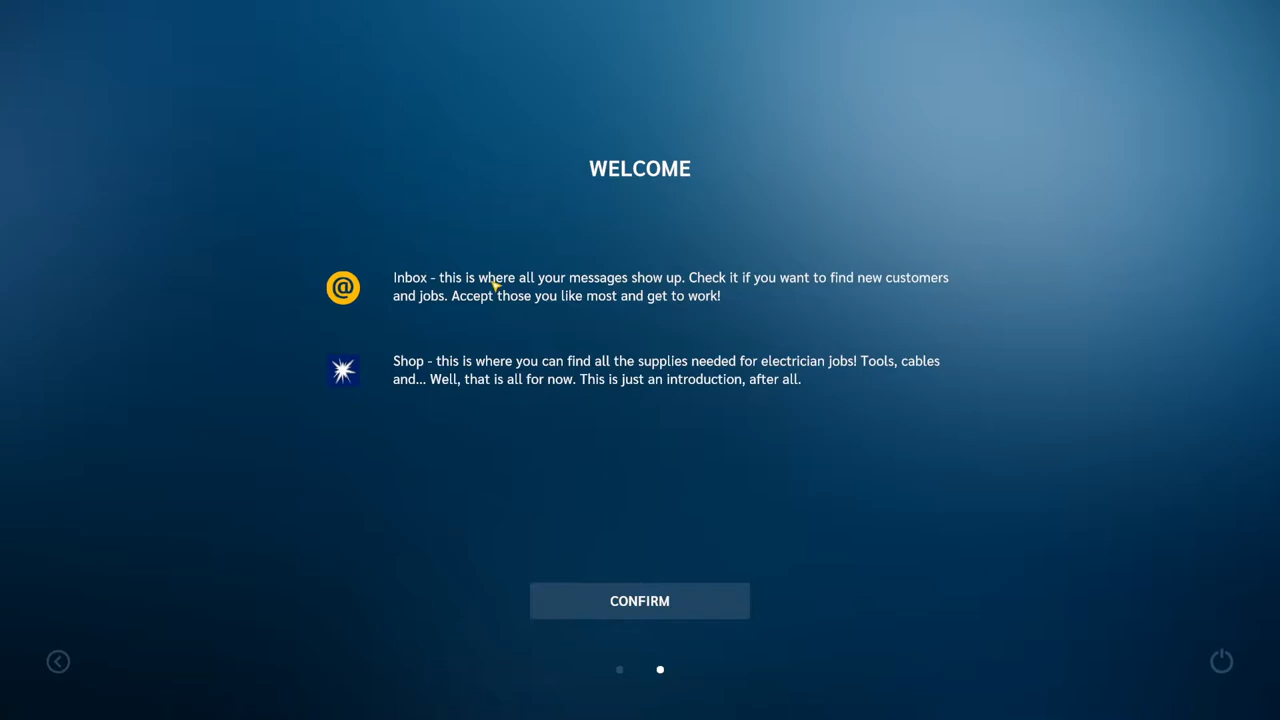 WELCOME
@
Inbox - this is where all your messages show up. Check it if you want to find new customers
and jobs. Accept those you like most and get to work!
Shop - this is where you can find all the supplies needed for electrician jobs! Tools, cables
and... Well, that is all for now. This is just an introduction, after all.
CONFIRM